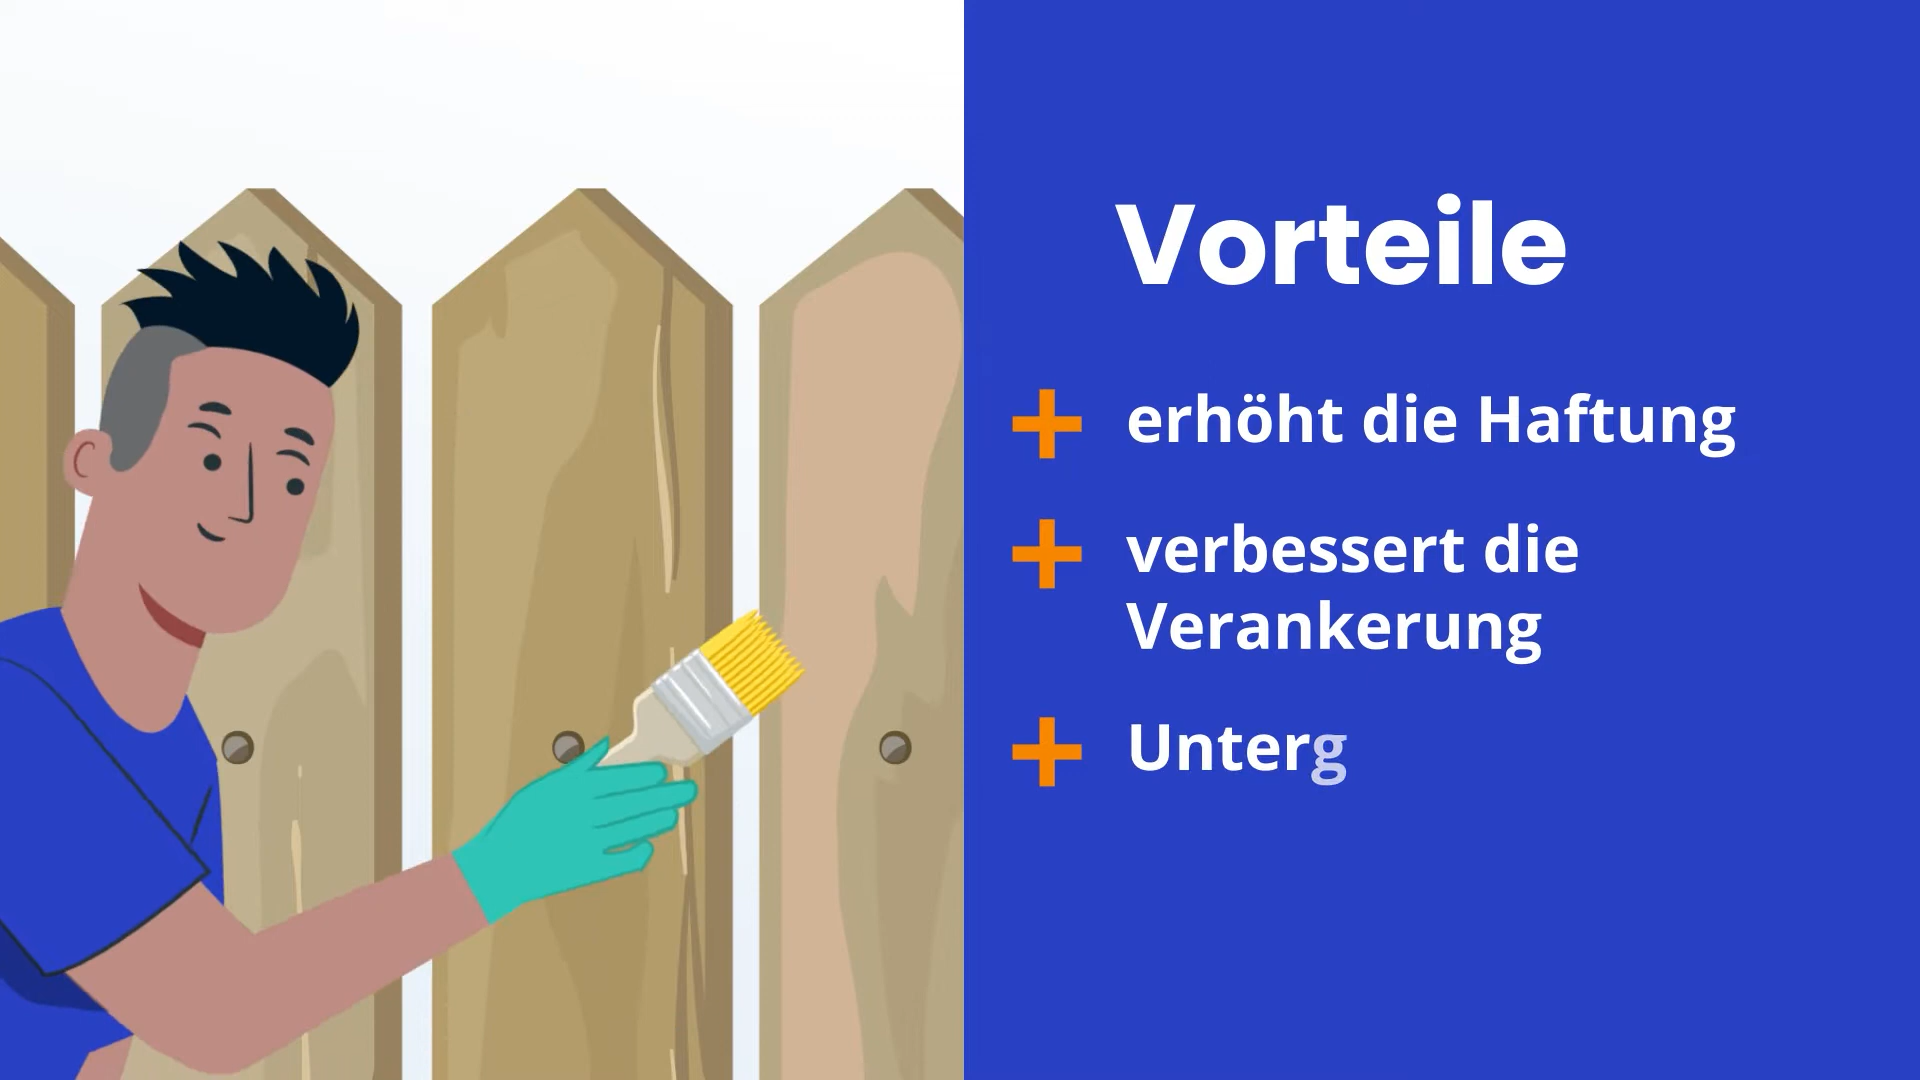 Vorteile
+ erhöht die Haftung
+ verbessert die
Verankerung
+ Unterg